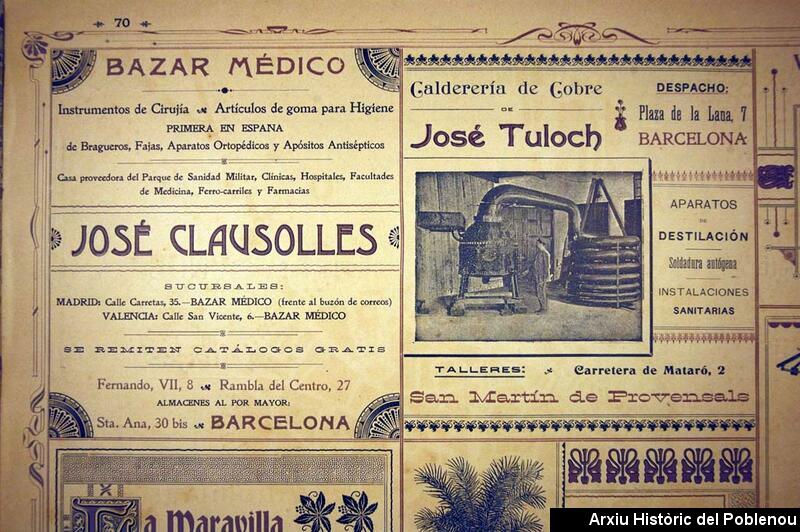 70
BAZAR MÉDICO
Instrumentos de Cirujía Artículos de goma para Higiene
PRIMERA EN ESPAÑA
de Bragueros, Fajas, Aparatos Ortopédicos y Apósitos Antisépticos
Casa proveedora del Parque de Sanidad Militar, Clínicas, Hospitales, Facultades
de Medicina, Ferro-carriles y Farmacias
JOSÉ CLAUSOLLES
SUCURSALES:
MADRID: Calle Carretas, 35.—BAZAR MÉDICO (frente al buzón de correos)
VALENCIA: Calle San Vicente, 6.—BAZAR MÉDICO
SE REMITEN CATÁLOGOS GRATIS
Fernando, VII, 8 Rambla del Centro, 27
ALMACENES AL POR MAYOR:
Sta. Ana, 30 bis BARCELONA
Calderería de Cobre
DE
José Tuloch
DESPACHO:
Plaza de la Lana, 7
BARCELONA
APARATOS
DE
DESTILACIÓN
Soldadura autógena
INSTALACIONES
SANITARIAS
TALLERES: Carretera de Mataró, 2
San Martín de Provensals
La Maravilla
Arxiu Històric del Poblenou